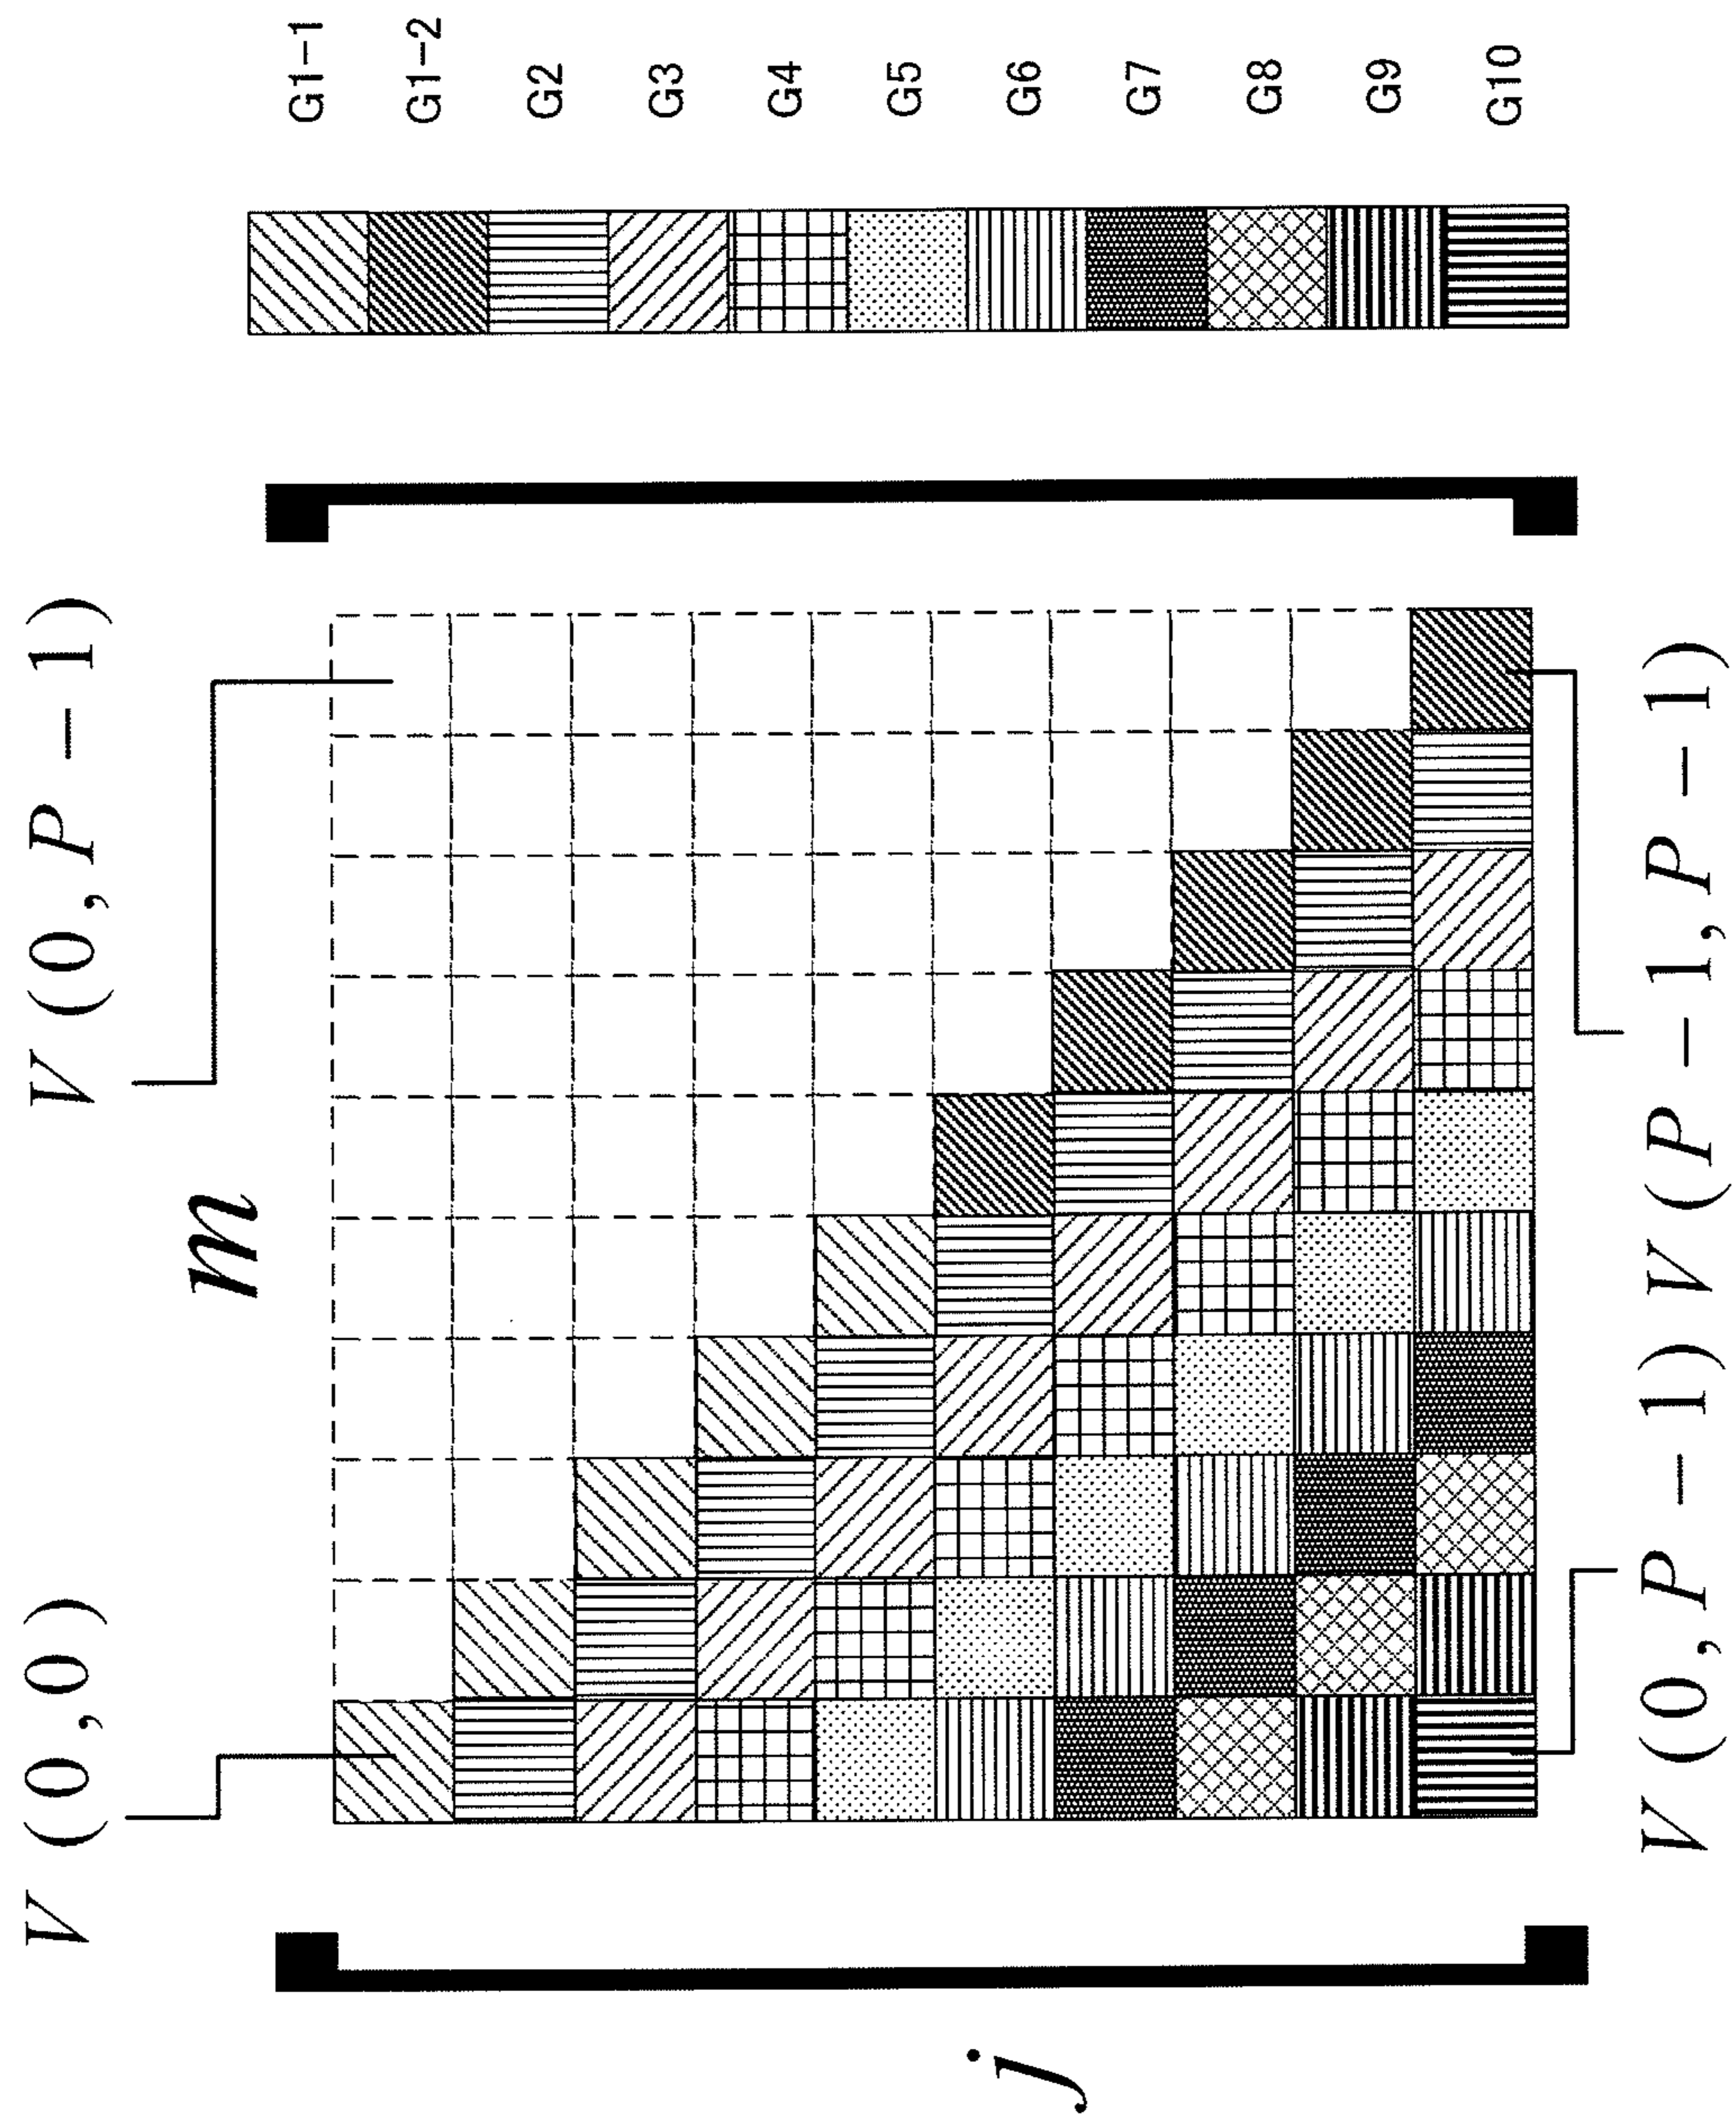 V (0, 0)
V (0, P − 1)
m
j
V (0, P − 1)
V (P − 1, P − 1)
G1-1
G1-2
G2
G3
G4
G5
G6
G7
G8
G9
G10